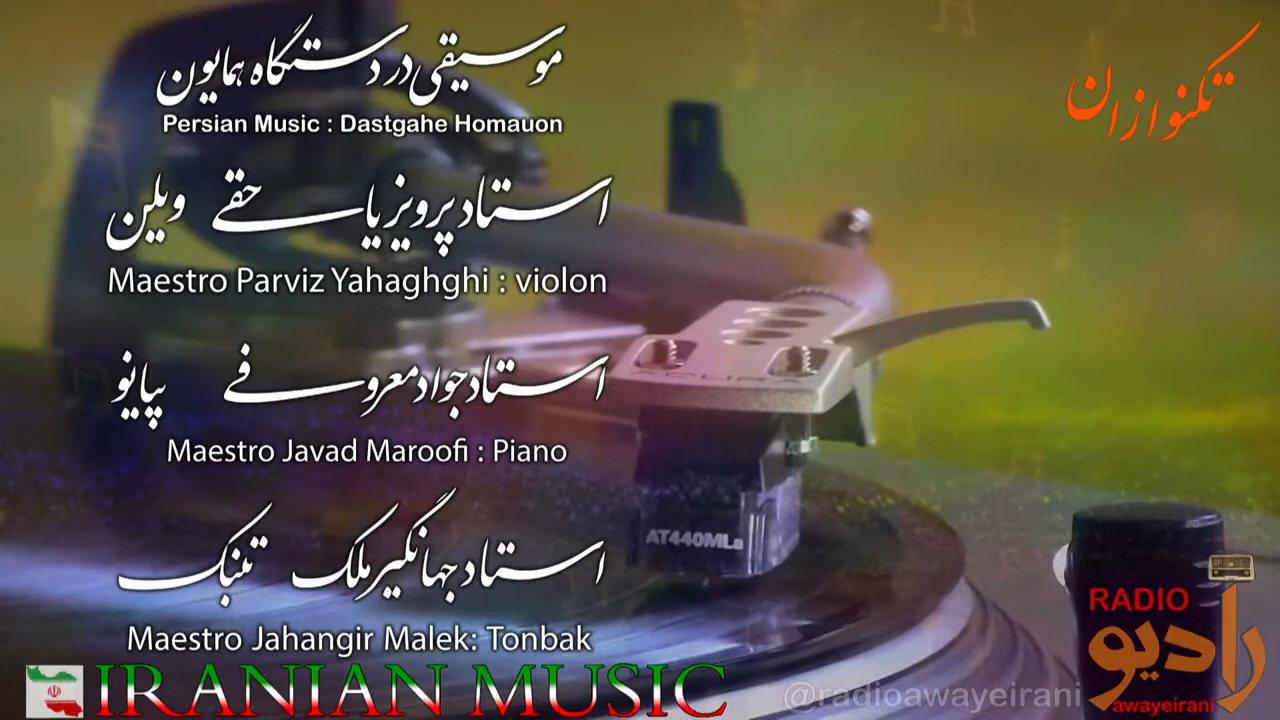 موسیقی در دستگاه همایون
Persian Music : Dastgahe Homauon
تکنوازان
استاد پرویز یاحقی ویلن
Maestro Parviz Yahaghghi : violon
استاد جواد معروفی پیانو
Maestro Javad Maroofi : Piano
استاد جهانگیر ملک تنبک
Maestro Jahangir Malek: Tonbak
IRANIAN MUSIC
AT440MLa
RADIO
رادیو
awayeirani
@radioawayeirani